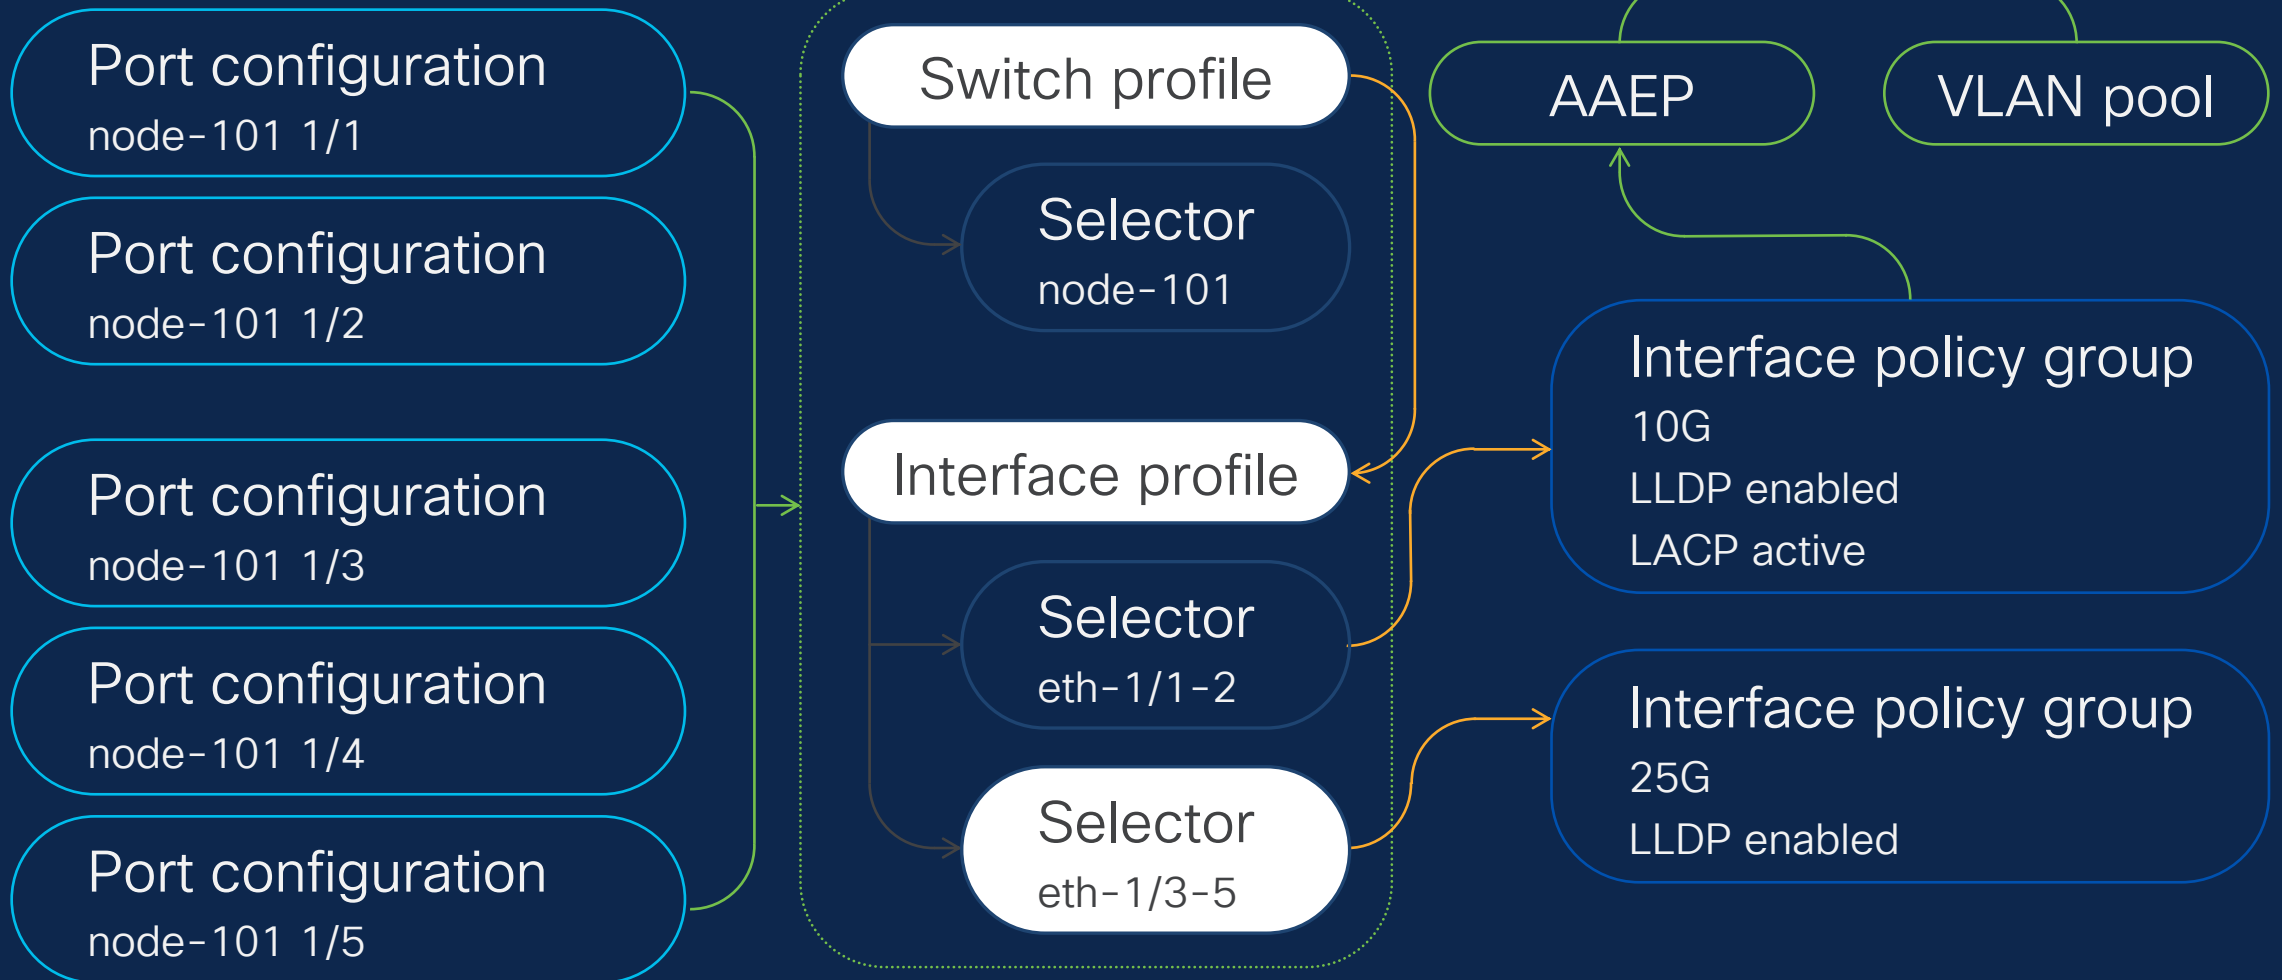 Port configuration
node-101 1/1
Port configuration
node-101 1/2
Port configuration
node-101 1/3
Port configuration
node-101 1/4
Port configuration
node-101 1/5
Switch profile
Selector
node-101
Interface profile
Selector
eth-1/1-2
Selector
eth-1/3-5
AAEP
VLAN pool
Interface policy group
10G
LLDP enabled
LACP active
Interface policy group
25G
LLDP enabled